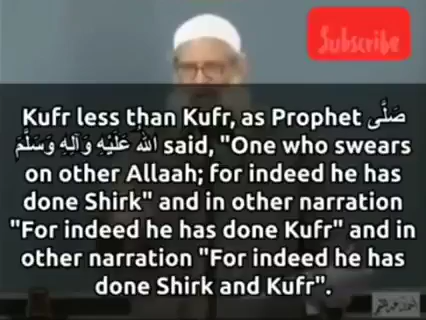 Subscribe
Kufr less than Kufr, as Prophet صَلَّى
اللهُ عَلَيْهِ وَآلِهِ وَسَلَّمَ said, "One who swears
on other Allaah; for indeed he has
done Shirk" and in other narration
"For indeed he has done Kufr" and in
other narration "For indeed he has
done Shirk and Kufr".